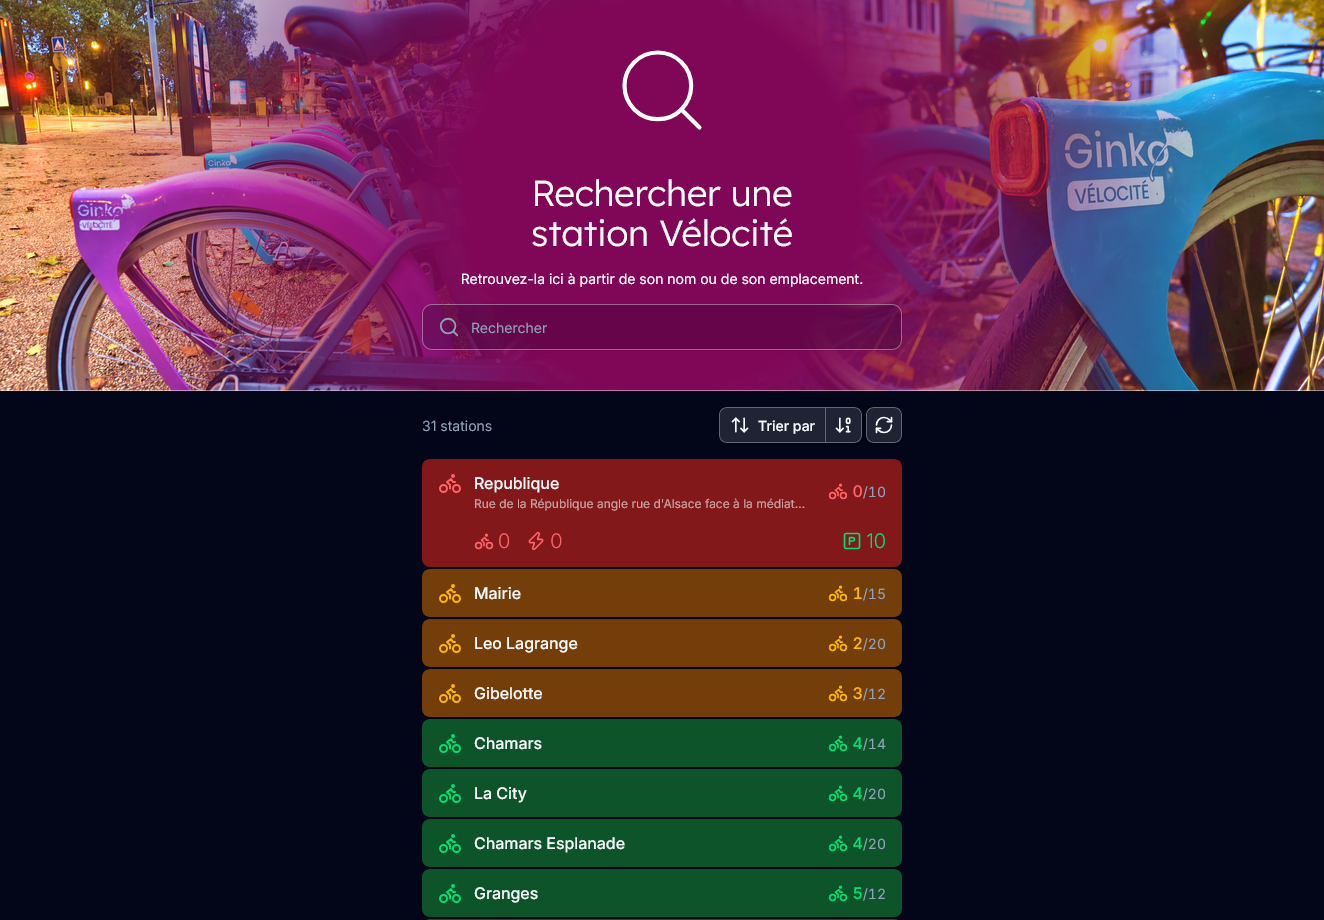 Ginko
Ginko
VÉLOCITÉ
Ginko
VÉLOCITÉ
Rechercher une
station Vélocité
Retrouvez-la ici à partir de son nom ou de son emplacement.
Rechercher
31 stations
Trier par
Republique
Rue de la République angle rue d'Alsace face à la médiat...
0/10
0
0
P 10
Mairie
1/15
Leo Lagrange
2/20
Gibelotte
3/12
Chamars
4/14
La City
4/20
Chamars Esplanade
4/20
Granges
5/12